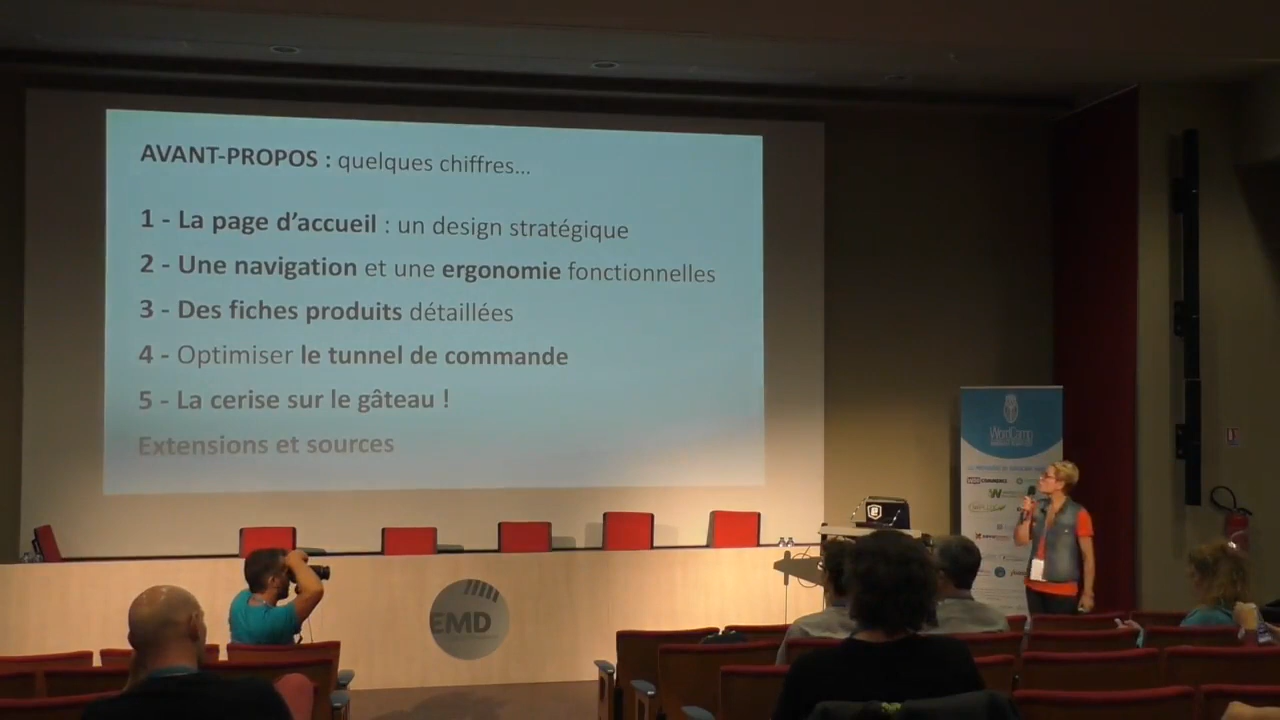 AVANT-PROPOS : quelques chiffres...
1 - La page d'accueil : un design stratégique
2 - Une navigation et une ergonomie fonctionnelles
3 - Des fiches produits détaillées
4 - Optimiser le tunnel de commande
5 - La cerise sur le gâteau !
Extensions et sources
WordCamp
EMD